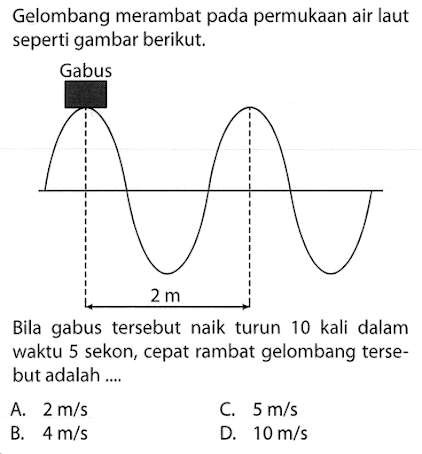 Gelombang merambat pada permukaan air laut
seperti gambar berikut.
Gabus
2 m
Bila gabus tersebut naik turun 10 kali dalam
waktu 5 sekon, cepat rambat gelombang terse-
but adalah ....
A. 2 m/s C. 5 m/s
B. 4 m/s D. 10 m/s